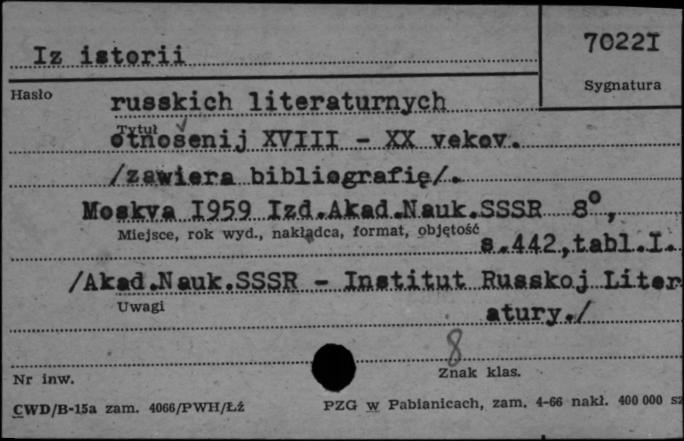 Iz istorii
70221
Sygnatura
Hasło
russkich literaturnych
Tytuł
otnošenij XVIII - XX vekov.
/zawiera bibliografię/.
Moskva I959 Izd.Akad.Nauk.SSSR 8°,
Miejsce, rok wyd., nakładca, format, objętość
s.442,tabl.I.
/Akad.Nauk.SSSR - Institut Russkoj Liter
Uwagi
atury./
8
Nr inw.
Znak klas.
CWD/B-15a zam. 4066/PWH/Łź
PZG w Pabianicach, zam. 4-66 nakł. 400 000 sz